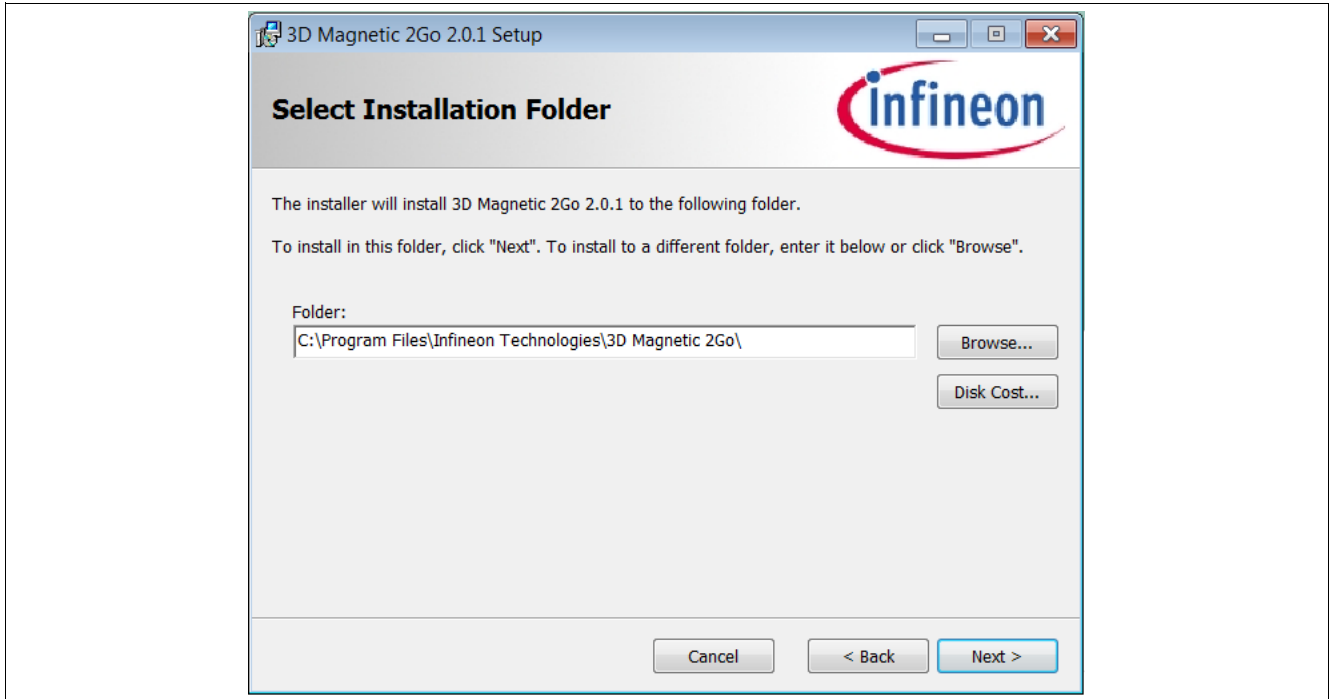 3D Magnetic 2Go 2.0.1 Setup
Select Installation Folder
infineon
The installer will install 3D Magnetic 2Go 2.0.1 to the following folder.
To install in this folder, click "Next". To install to a different folder, enter it below or click "Browse".
Folder:
C:\Program Files\Infineon Technologies\3D Magnetic 2Go\
Browse...
Disk Cost...
Cancel
< Back
Next >